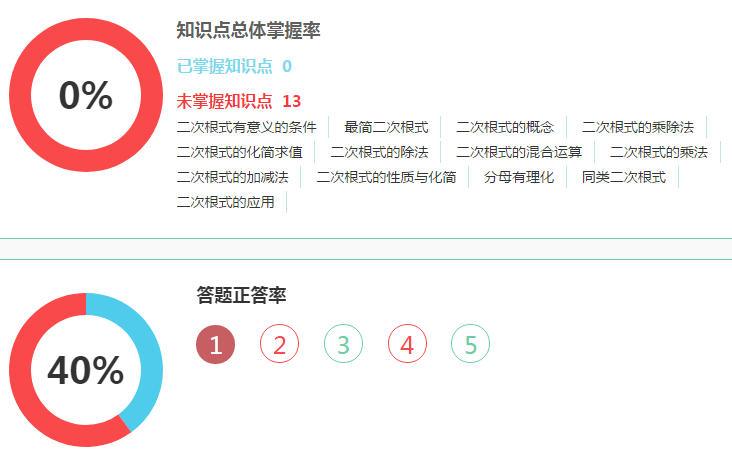 知识点总体掌握率
0%
已掌握知识点 0
未掌握知识点 13
二次根式有意义的条件 最简二次根式 二次根式的概念 二次根式的乘除法
二次根式的化简求值 二次根式的除法 二次根式的混合运算 二次根式的乘法
二次根式的加减法 二次根式的性质与化简 分母有理化 同类二次根式
二次根式的应用
答题正答率
40%
1 2 3 4 5